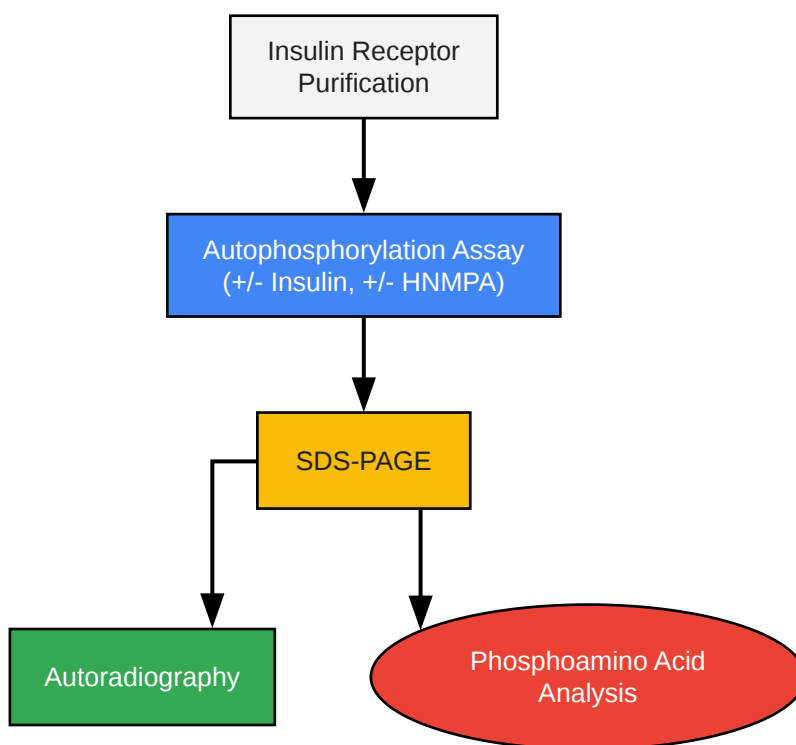 Insulin Receptor
Purification
Autophosphorylation Assay
(+/- Insulin, +/- HNMPA)
SDS-PAGE
Autoradiography
Phosphoamino Acid
Analysis